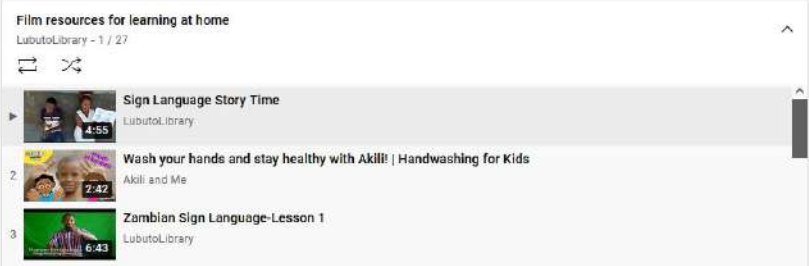 Film resources for learning at home
LubutoLibrary - 1 / 27
Sign Language Story Time
LubutoLibrary
4:55
2
Wash your hands and stay healthy with Akili! | Handwashing for Kids
Akili and Me
2:42
3
Zambian Sign Language-Lesson 1
LubutoLibrary
6:43